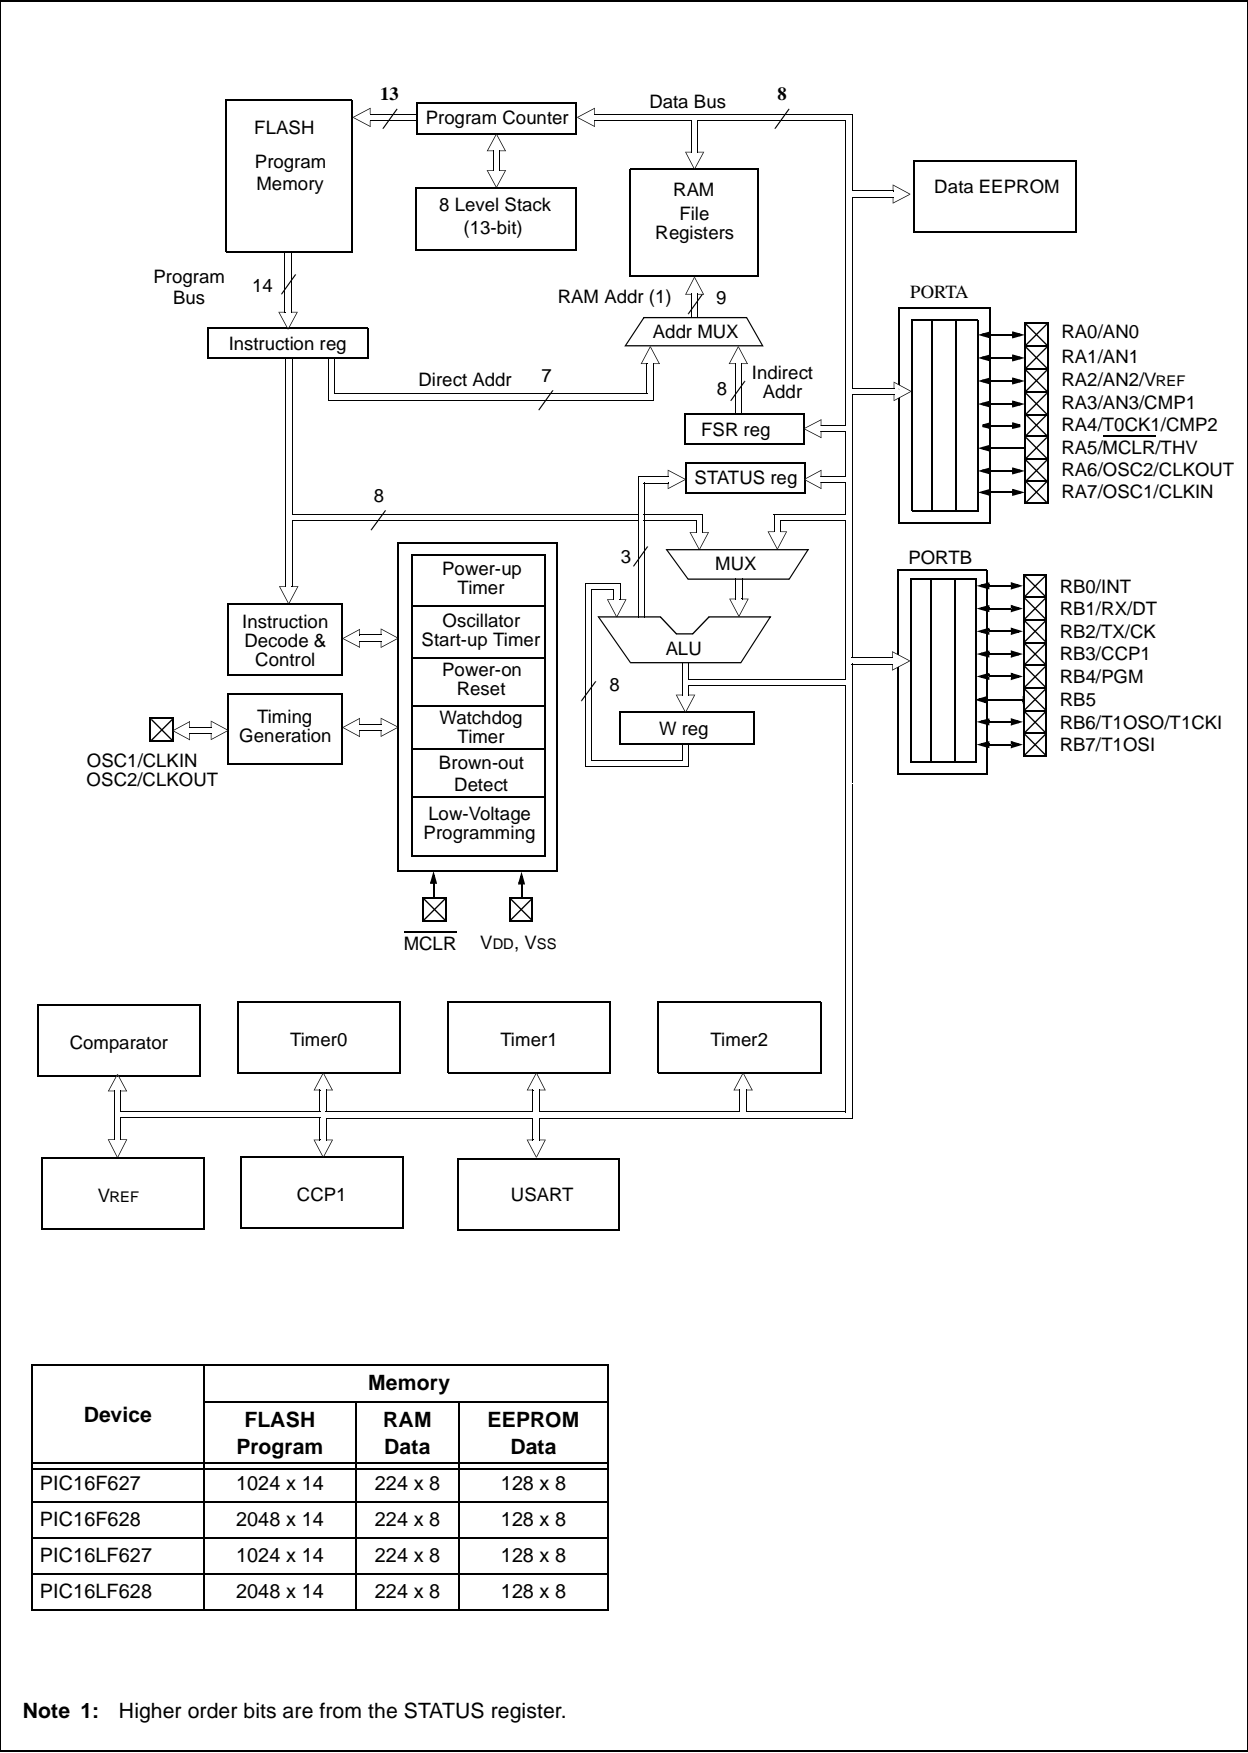 13
Data Bus
8
FLASH
Program
Memory
Program Counter
8 Level Stack
(13-bit)
RAM
File
Registers
Data EEPROM
Program
Bus
14
RAM Addr (1)
9
Addr MUX
Instruction reg
Direct Addr
7
Indirect
Addr
8
FSR reg
STATUS reg
PORTA
RA0/AN0
RA1/AN1
RA2/AN2/VREF
RA3/AN3/CMP1
RA4/T0CK1/CMP2
RA5/MCLR/THV
RA6/OSC2/CLKOUT
RA7/OSC1/CLKIN
8
3
MUX
ALU
8
W reg
PORTB
RB0/INT
RB1/RX/DT
RB2/TX/CK
RB3/CCP1
RB4/PGM
RB5
RB6/T1OSO/T1CKI
RB7/T1OSI
Power-up
Timer
Oscillator
Start-up Timer
Power-on
Reset
Watchdog
Timer
Brown-out
Detect
Low-Voltage
Programming
Instruction
Decode &
Control
Timing
Generation
OSC1/CLKIN
OSC2/CLKOUT
MCLR
VDD, VSS
Comparator
Timer0
Timer1
Timer2
VREF
CCP1
USART
Device
Memory
FLASH
Program
RAM
Data
EEPROM
Data
PIC16F627 1024 x 14 224 x 8 128 x 8
PIC16F628 2048 x 14 224 x 8 128 x 8
PIC16LF627 1024 x 14 224 x 8 128 x 8
PIC16LF628 2048 x 14 224 x 8 128 x 8
Note 1: Higher order bits are from the STATUS register.